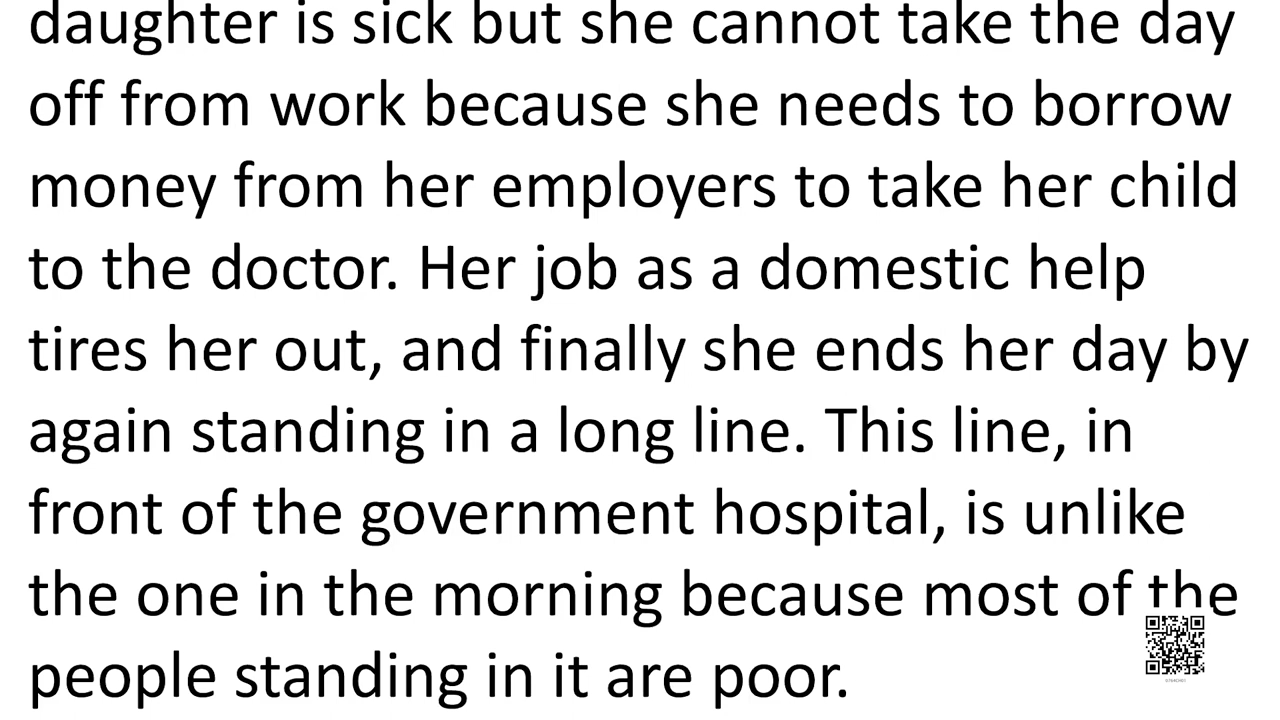 daughter is sick but she cannot take the day
off from work because she needs to borrow
money from her employers to take her child
to the doctor. Her job as a domestic help
tires her out, and finally she ends her day by
again standing in a long line. This line, in
front of the government hospital, is unlike
the one in the morning because most of the
people standing in it are poor.